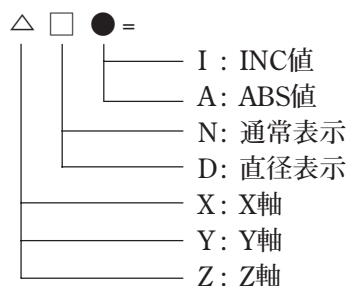 △ □ ● =
I : INC値
A : ABS値
N : 通常表示
D : 直径表示
X : X軸
Y : Y軸
Z : Z軸